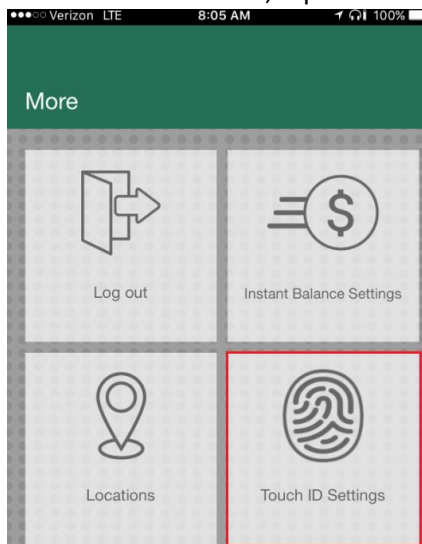 Verizon LTE 8:05 AM 100%
More
Log out
Instant Balance Settings
Locations
Touch ID Settings